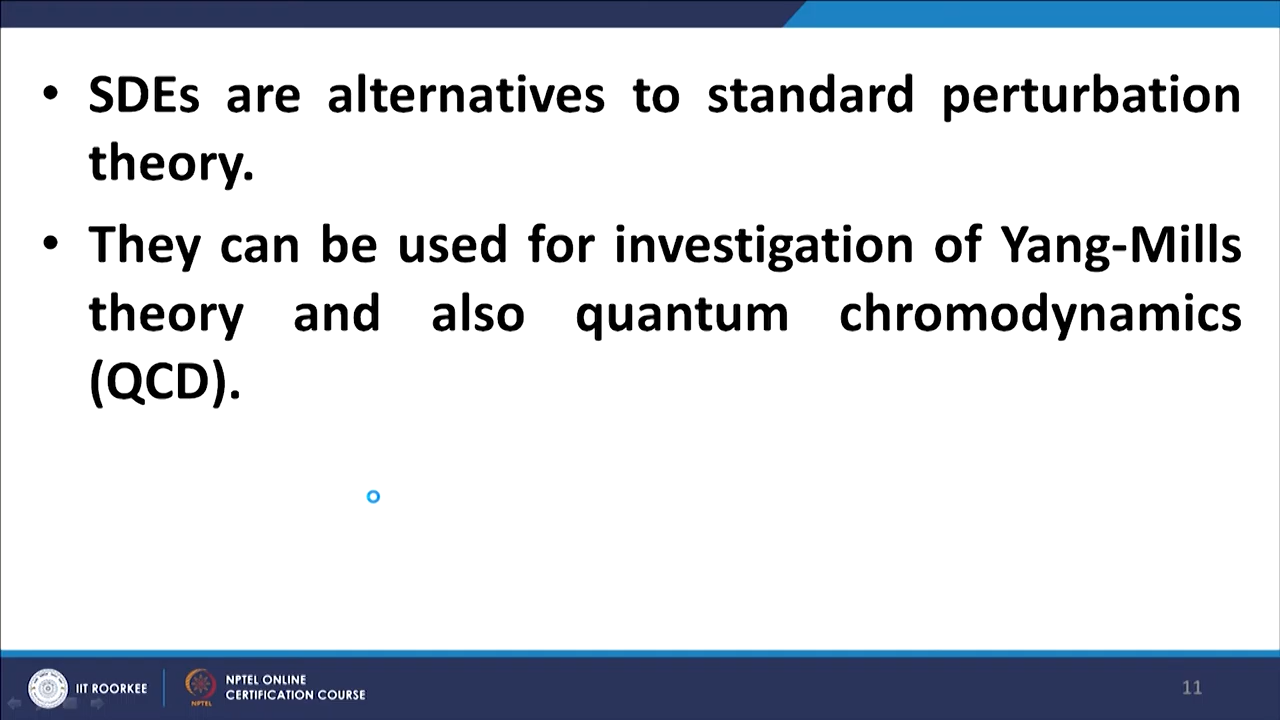 • SDEs are alternatives to standard perturbation
theory.
• They can be used for investigation of Yang-Mills
theory and also quantum chromodynamics
(QCD).
IIT ROORKEE
NPTEL
NPTEL ONLINE
CERTIFICATION COURSE
11